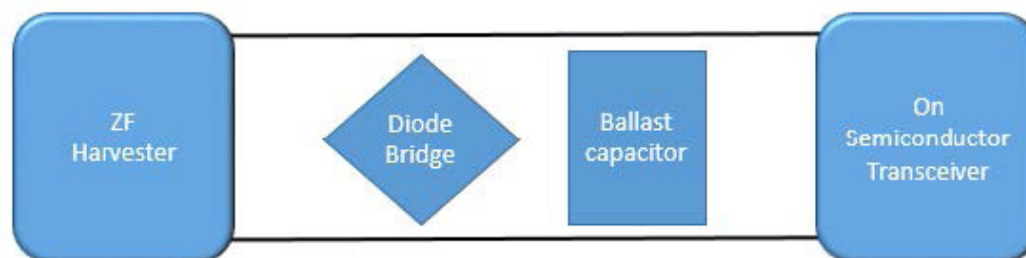 ZF
Harvester
Diode
Bridge
Ballast
capacitor
On
Semiconductor
Transceiver